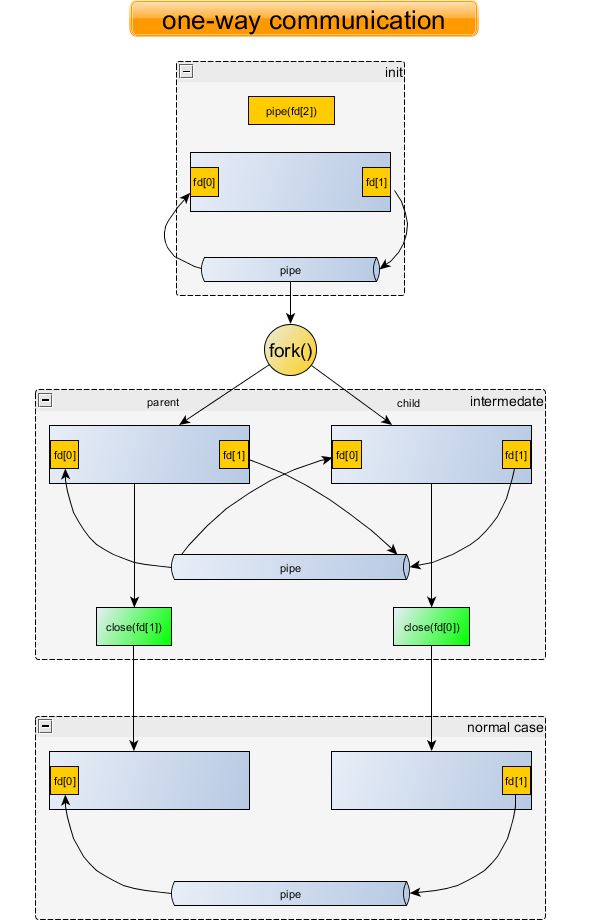 one-way communication
init
pipe(fd[2])
fd[0]
fd[1]
pipe
fork()
parent
child
intermedate
fd[0]
fd[1]
fd[0]
fd[1]
pipe
close(fd[1])
close(fd[0])
normal case
fd[0]
fd[1]
pipe